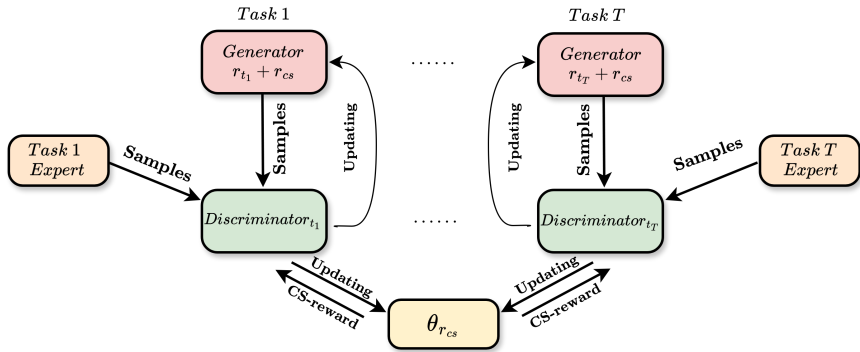 Task 1
Task T
Generator
r_{t_1} + r_{cs}
......
Generator
r_{t_T} + r_{cs}
Samples
Updating
Updating
Samples
Task 1
Expert
Samples
Samples
Task T
Expert
Discriminator_{t_1}
......
Discriminator_{t_T}
Updating
CS-reward
Updating
CS-reward
θ_{r_{cs}}